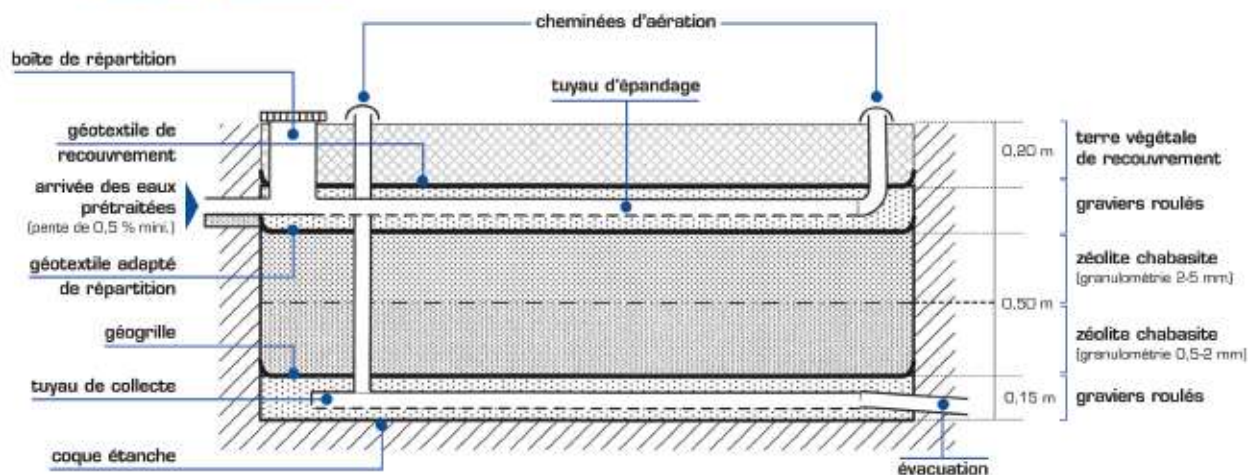 cheminées d'aération
boîte de répartition
tuyau d'épandage
géotextile de
recouvrement
0,20 m
terre végétale
de recouvrement
arrivée des eaux
prétraitées
(pente de 0,5 % mini.)
graviers roulés
géotextile adapté
de répartition
zéolite chabasite
(granulométrie 2-5 mm)
0,50 m
géogrille
zéolite chabasite
(granulométrie 0,5-2 mm)
tuyau de collecte
0,15 m
graviers roulés
coque étanche
évacuation